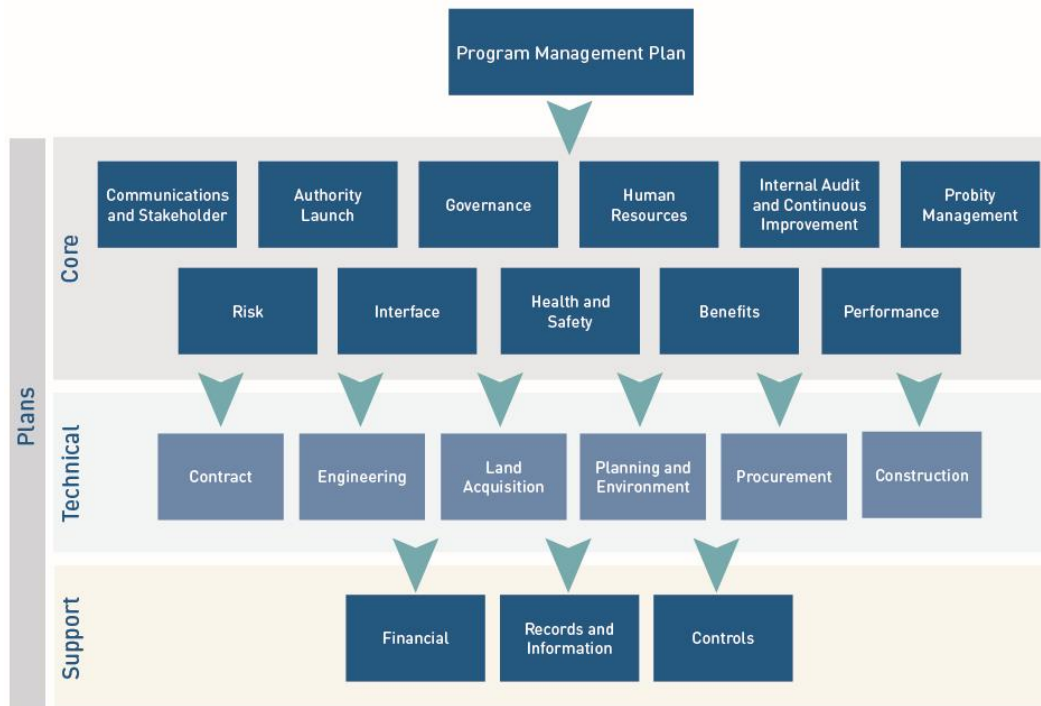 Program Management Plan
Plans
Core
Communications
and Stakeholder
Authority
Launch
Governance
Human
Resources
Internal Audit
and Continuous
Improvement
Probity
Management
Risk
Interface
Health and
Safety
Benefits
Performance
Technical
Contract
Engineering
Land
Acquisition
Planning and
Environment
Procurement
Construction
Support
Financial
Records and
Information
Controls